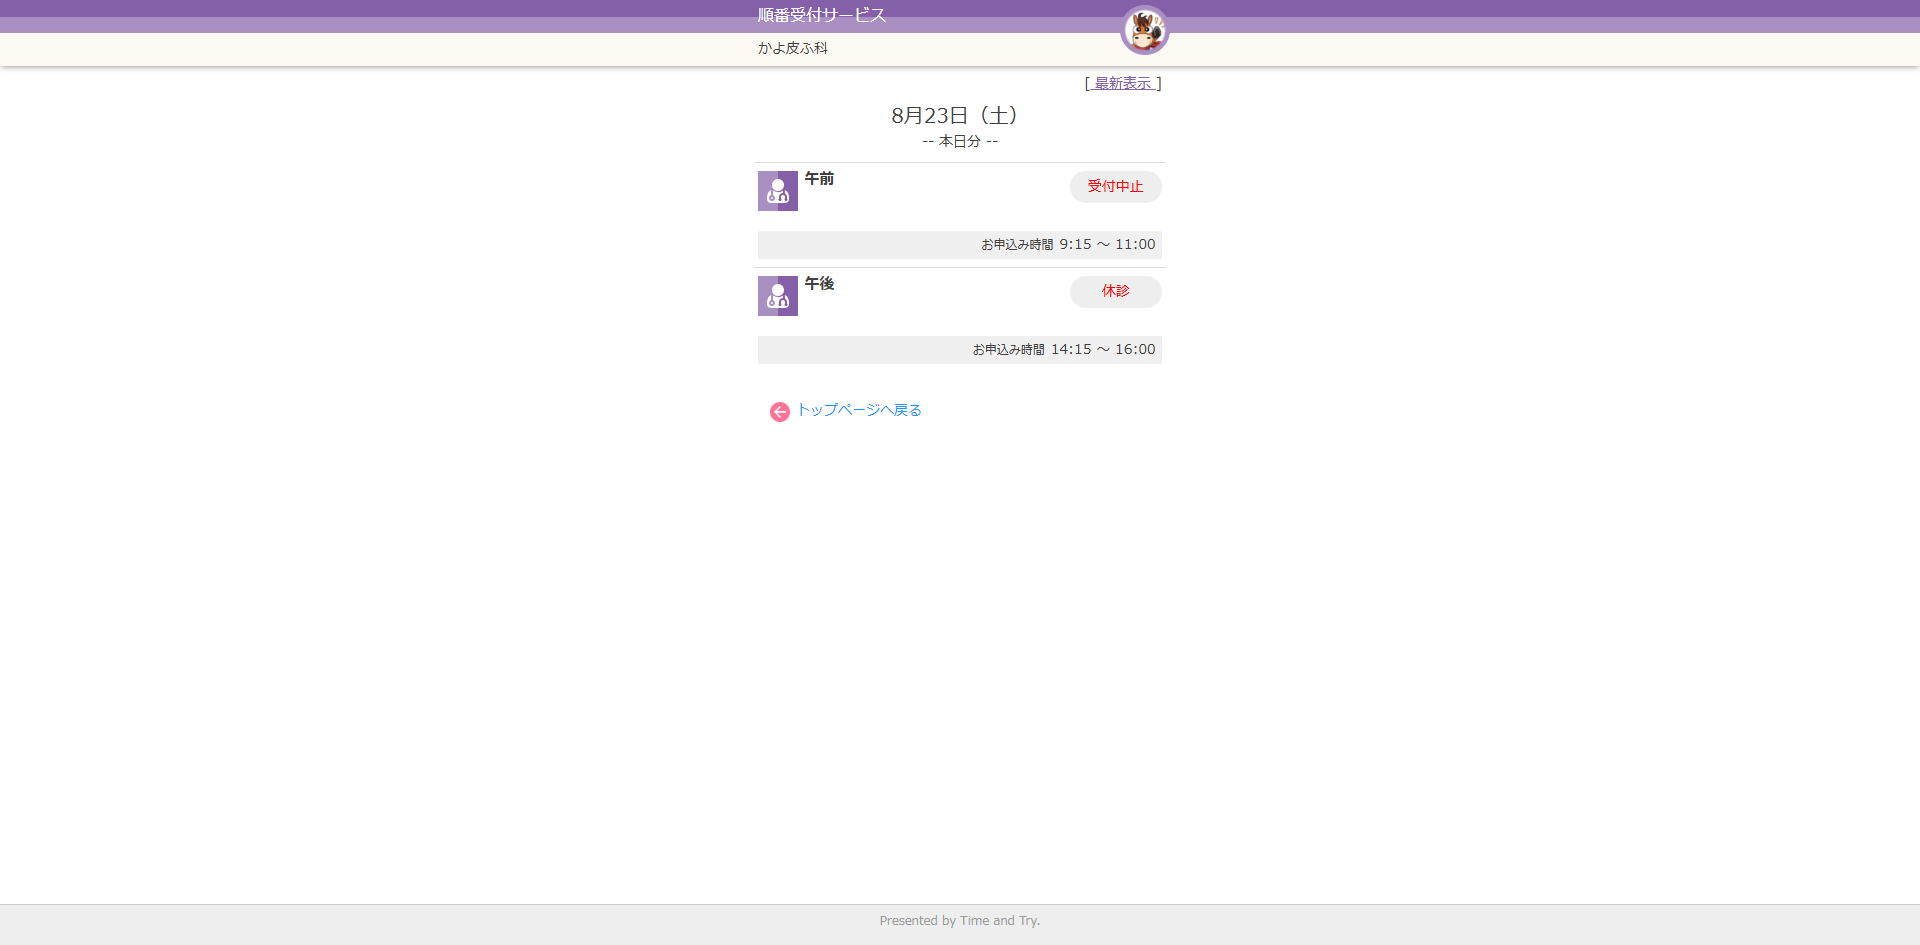 順番受付サービス
かよ皮ふ科
[ 最新表示 ]
8月23日（土）
-- 本日分 --
午前
受付中止
お申込み時間 9:15 ～ 11:00
午後
休診
お申込み時間 14:15 ～ 16:00
トップページへ戻る
Presented by Time and Try.